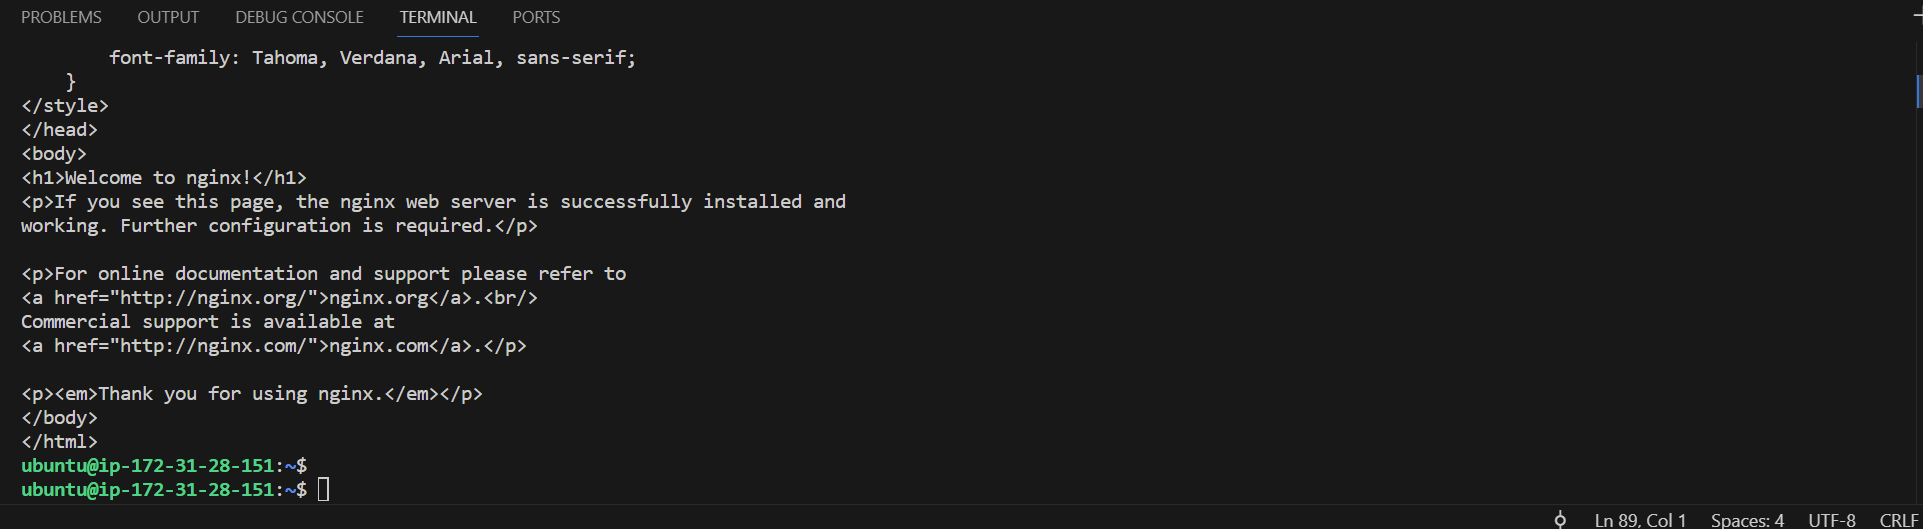 PROBLEMS OUTPUT DEBUG CONSOLE TERMINAL PORTS
        font-family: Tahoma, Verdana, Arial, sans-serif;
    }
</style>
</head>
<body>
<h1>Welcome to nginx!</h1>
<p>If you see this page, the nginx web server is successfully installed and
working. Further configuration is required.</p>

<p>For online documentation and support please refer to
<a href="http://nginx.org/">nginx.org</a>.<br/>
Commercial support is available at
<a href="http://nginx.com/">nginx.com</a>.</p>

<p><em>Thank you for using nginx.</em></p>
</body>
</html>
ubuntu@ip-172-31-28-151:~$
ubuntu@ip-172-31-28-151:~$
Ln 89, Col 1 Spaces: 4 UTF-8 CRLF